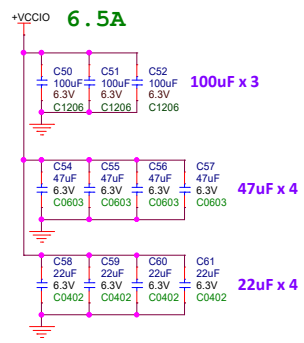 +VCCIO 6.5A
C50 C51 C52
100uF 100uF 100uF
6.3V 6.3V 6.3V
C1206 C1206 C1206
100uF x 3
C54 C55 C56 C57
47uF 47uF 47uF 47uF
6.3V 6.3V 6.3V 6.3V
C0603 C0603 C0603 C0603
47uF x 4
C58 C59 C60 C61
22uF 22uF 22uF 22uF
6.3V 6.3V 6.3V 6.3V
C0402 C0402 C0402 C0402
22uF x 4